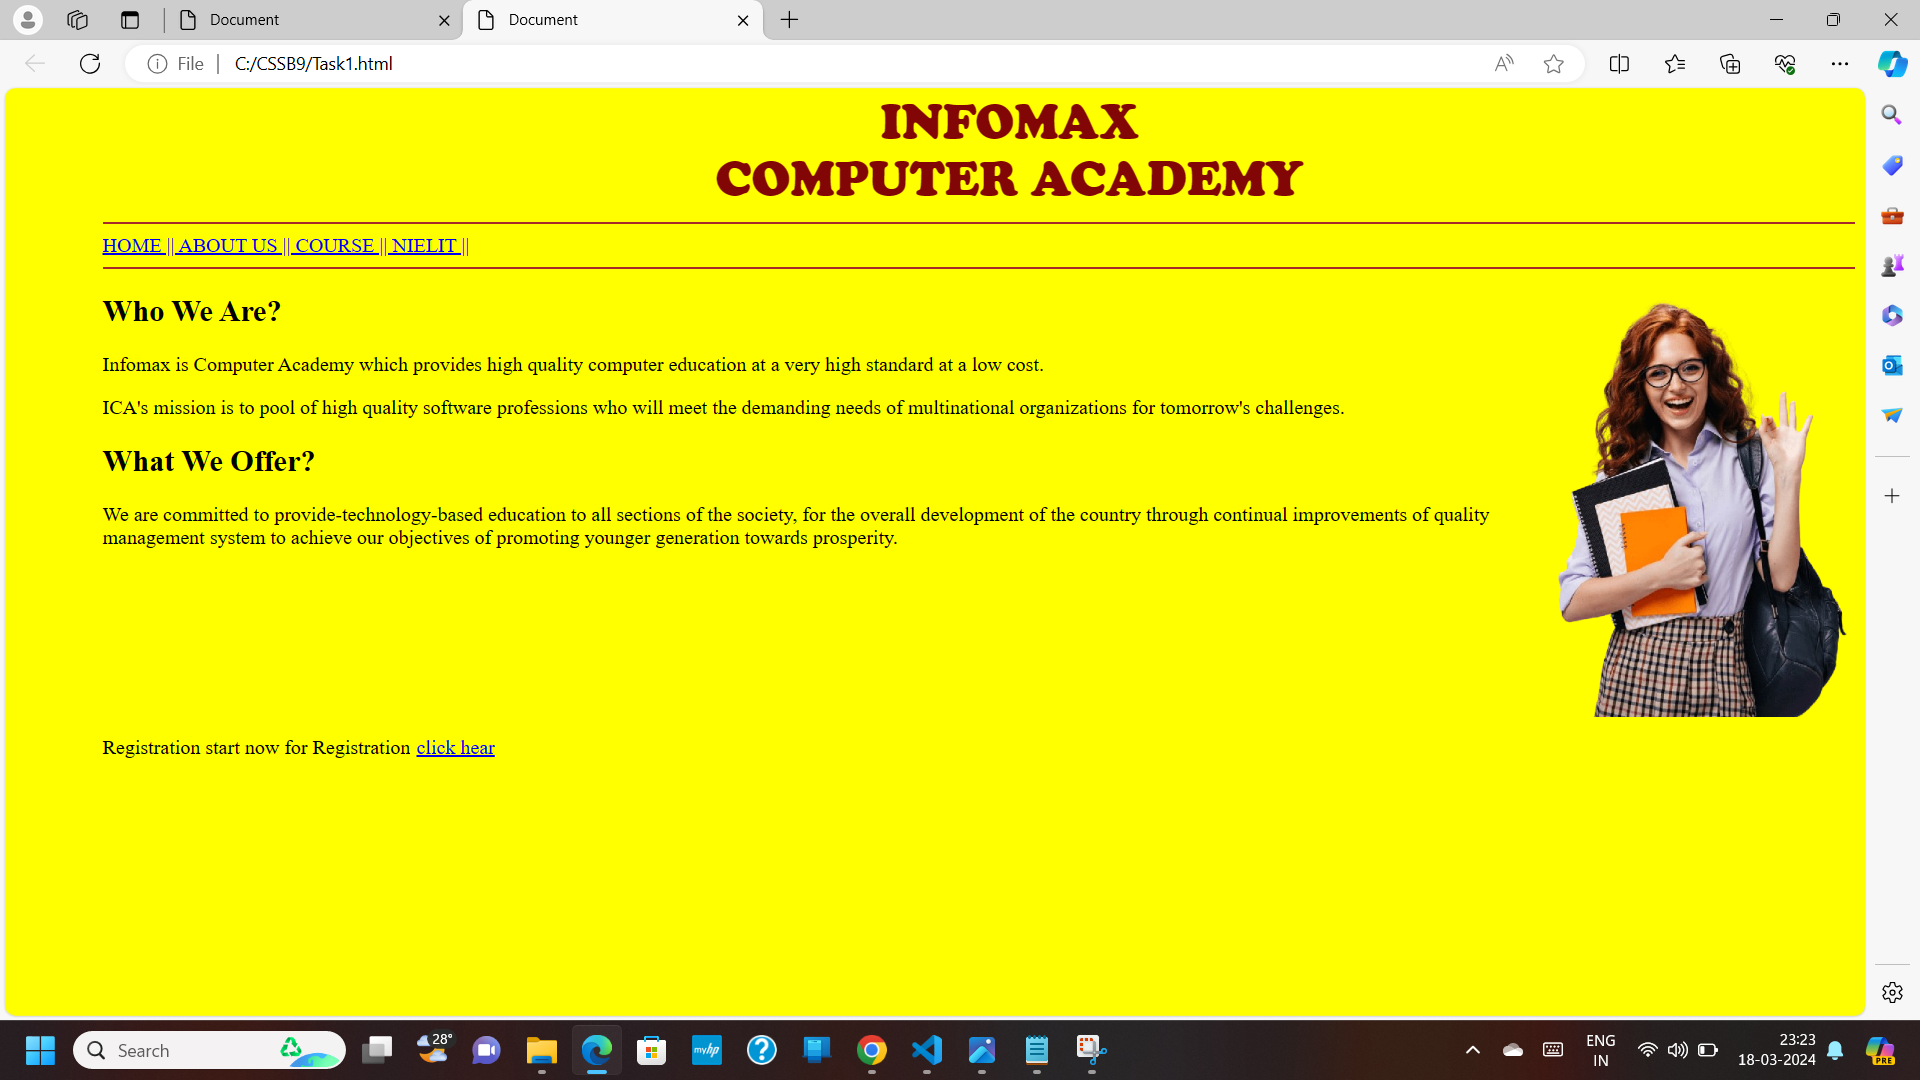 Document
Document
File
C:/CSSB9/Task1.html
INFOMAX
COMPUTER ACADEMY
HOME || ABOUT US || COURSE || NIELIT ||
Who We Are?
Infomax is Computer Academy which provides high quality computer education at a very high standard at a low cost.
ICA's mission is to pool of high quality software professions who will meet the demanding needs of multinational organizations for tomorrow's challenges.
What We Offer?
We are committed to provide-technology-based education to all sections of the society, for the overall development of the country through continual improvements of quality
management system to achieve our objectives of promoting younger generation towards prosperity.
Registration start now for Registration click hear
Search
28°
myhp
ENG
IN
23:23
18-03-2024
PRE